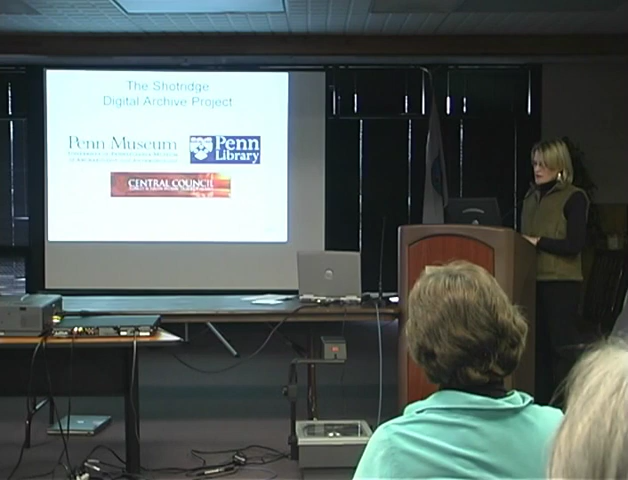 The Shotridge
Digital Archive Project
Penn Museum
Penn
Library
CENTRAL COUNCIL